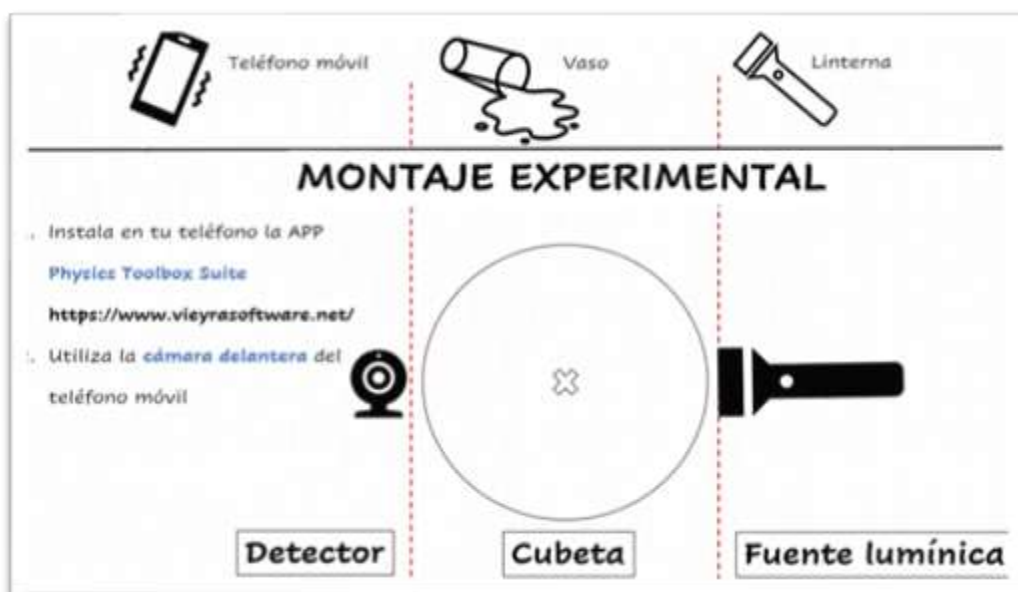 Teléfono móvil
Vaso
Linterna
MONTAJE EXPERIMENTAL
. Instala en tu teléfono la APP
Physics Toolbox Suite
https://www.vieyrasoftware.net/
. Utiliza la cámara delantera del
teléfono móvil
Detector
Cubeta
Fuente lumínica